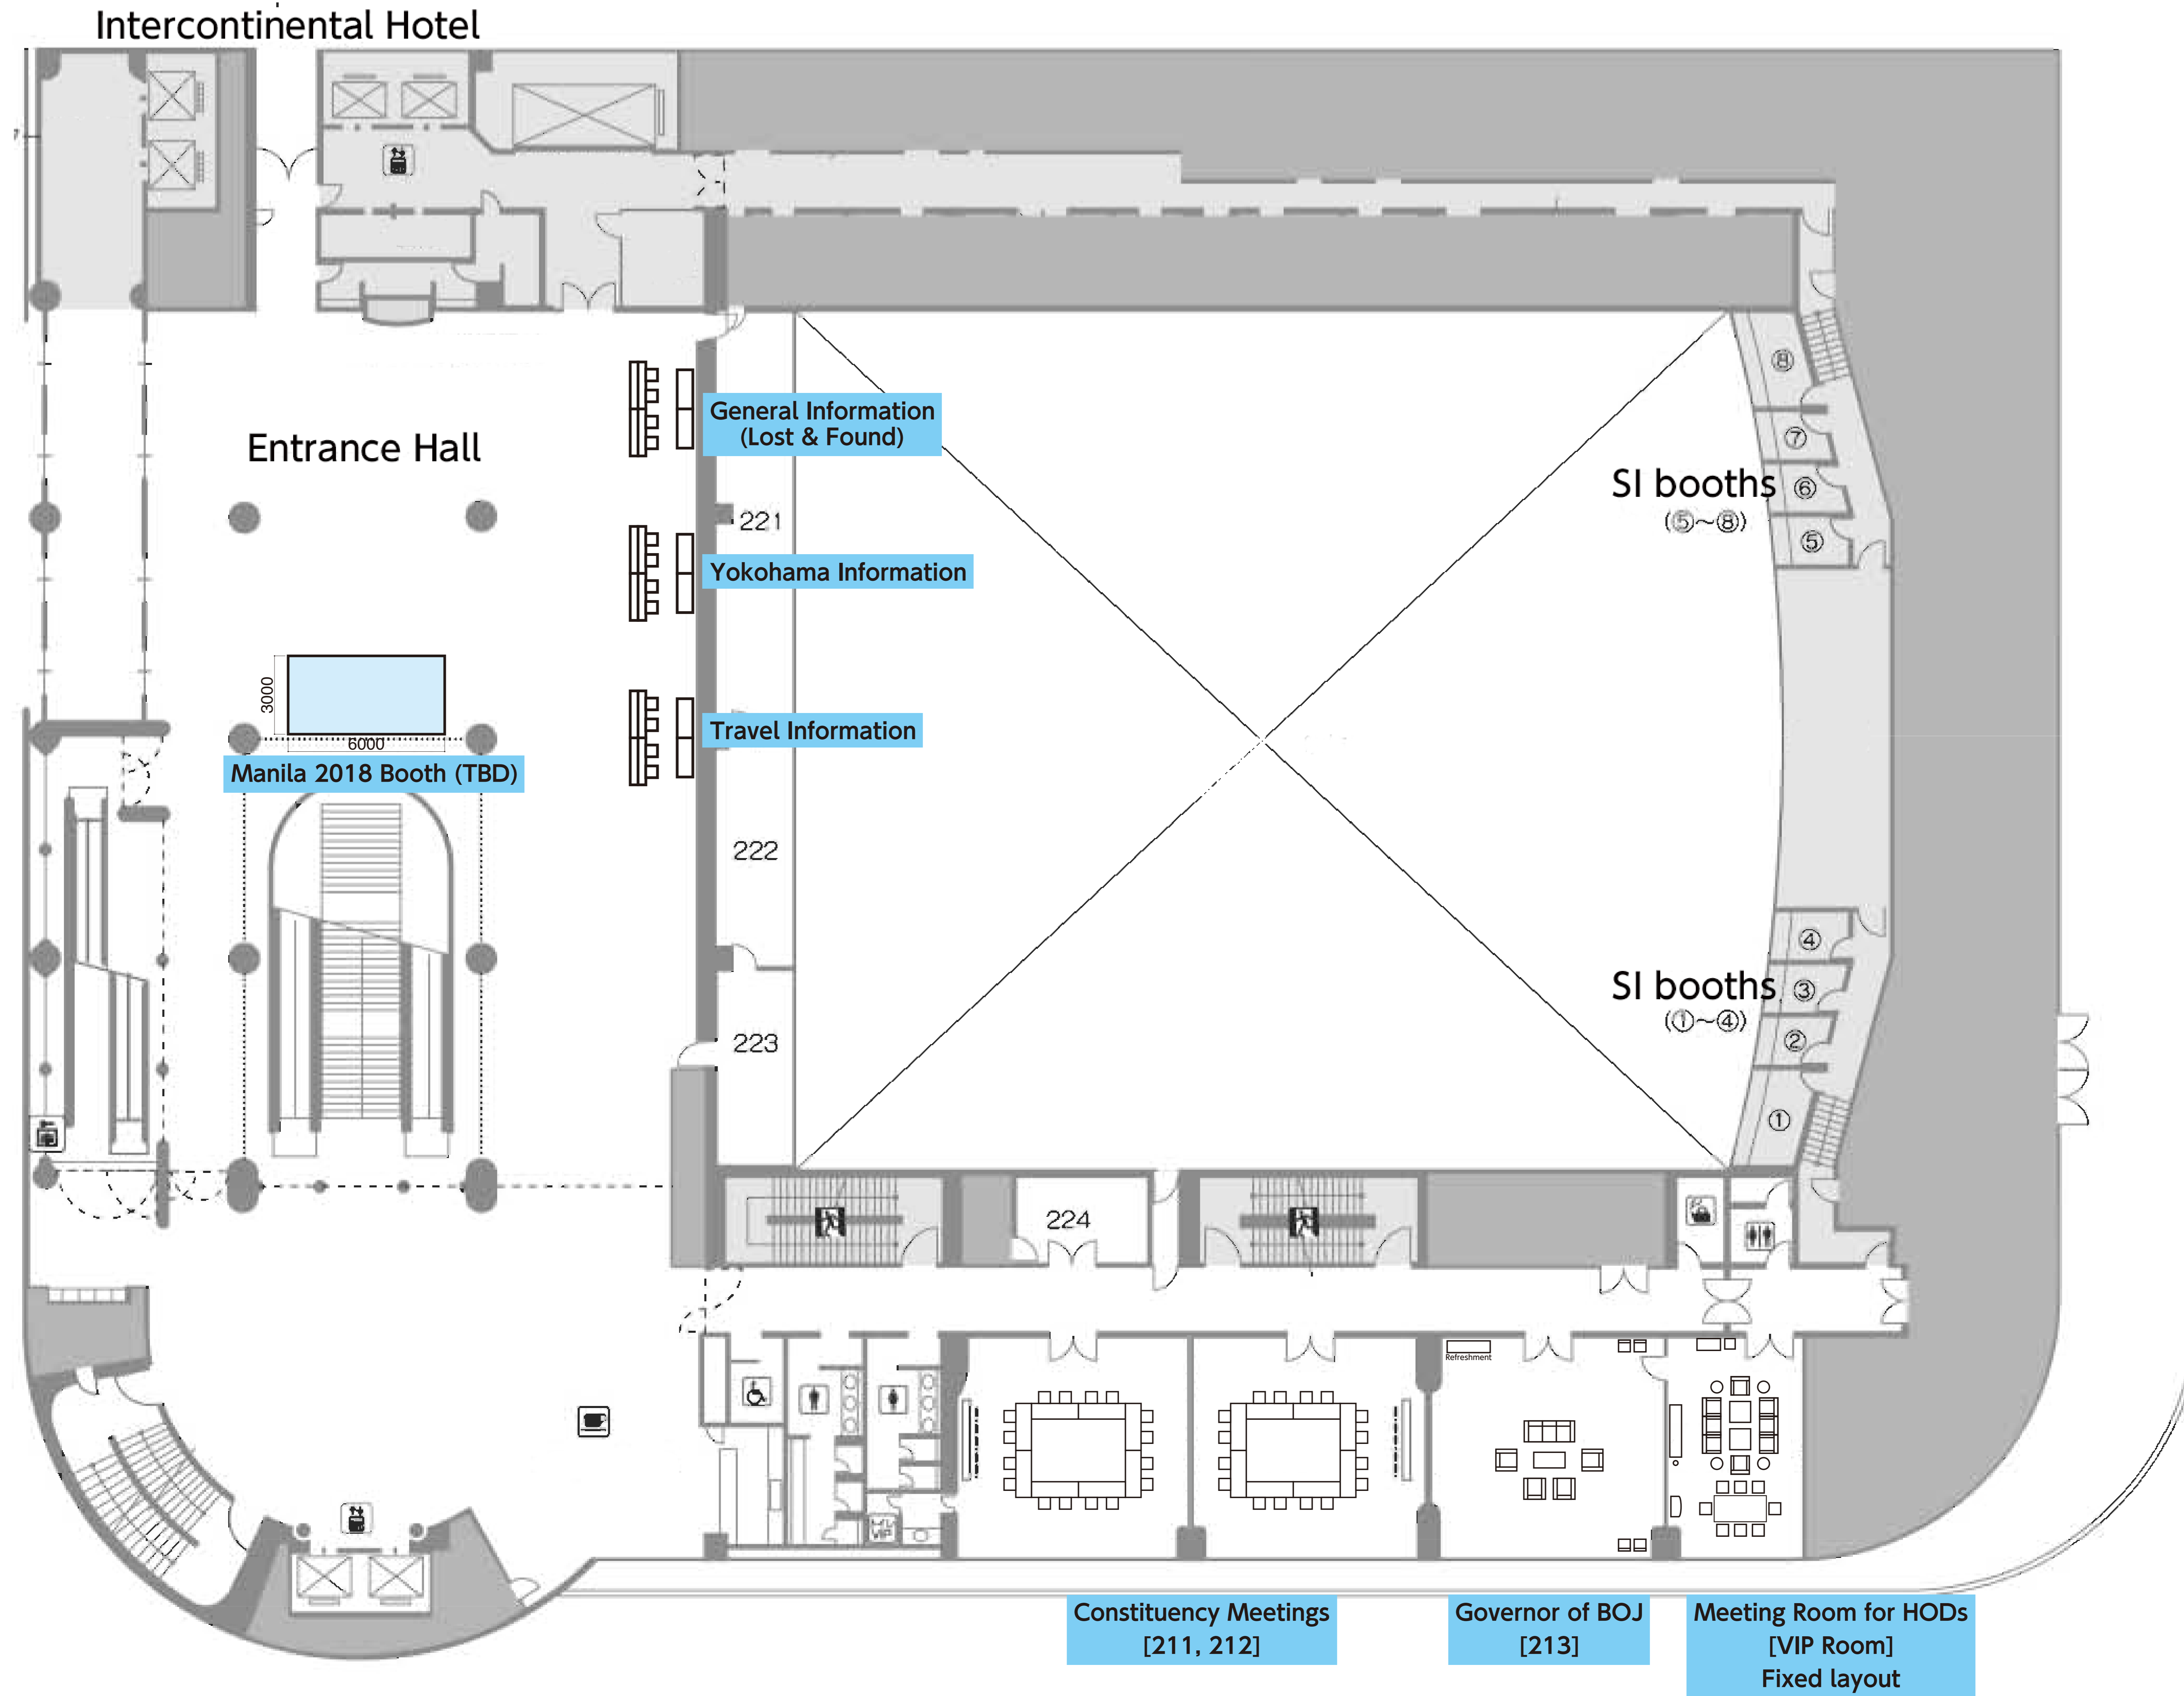 Intercontinental Hotel
Entrance Hall
General Information
(Lost & Found)
221
Yokohama Information
Travel Information
3000
6000
Manila 2018 Booth (TBD)
222
223
224
SI booths
(⑤~⑧)
⑧
⑦
⑥
⑤
SI booths
(①~④)
④
③
②
①
Refreshment
VIP
Constituency Meetings
[211, 212]
Governor of BOJ
[213]
Meeting Room for HODs
[VIP Room]
Fixed layout